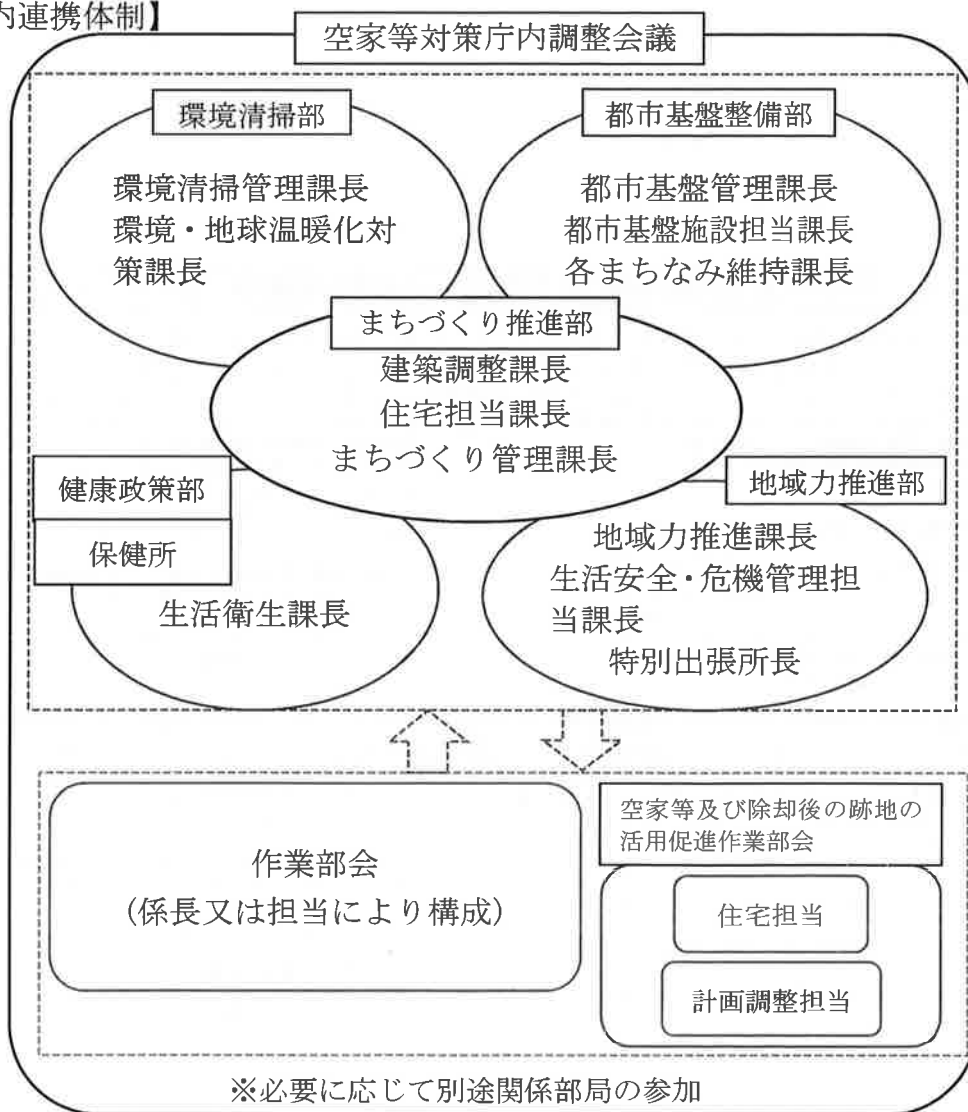 内連携体制】
空家等対策庁内調整会議
環境清掃部
環境清掃管理課長
環境・地球温暖化対
策課長
都市基盤整備部
都市基盤管理課長
都市基盤施設担当課長
各まちなみ維持課長
まちづくり推進部
建築調整課長
住宅担当課長
まちづくり管理課長
健康政策部
保健所
生活衛生課長
地域力推進部
地域力推進課長
生活安全・危機管理担
当課長
特別出張所長
作業部会
(係長又は担当により構成)
空家等及び除却後の跡地の
活用促進作業部会
住宅担当
計画調整担当
※必要に応じて別途関係部局の参加